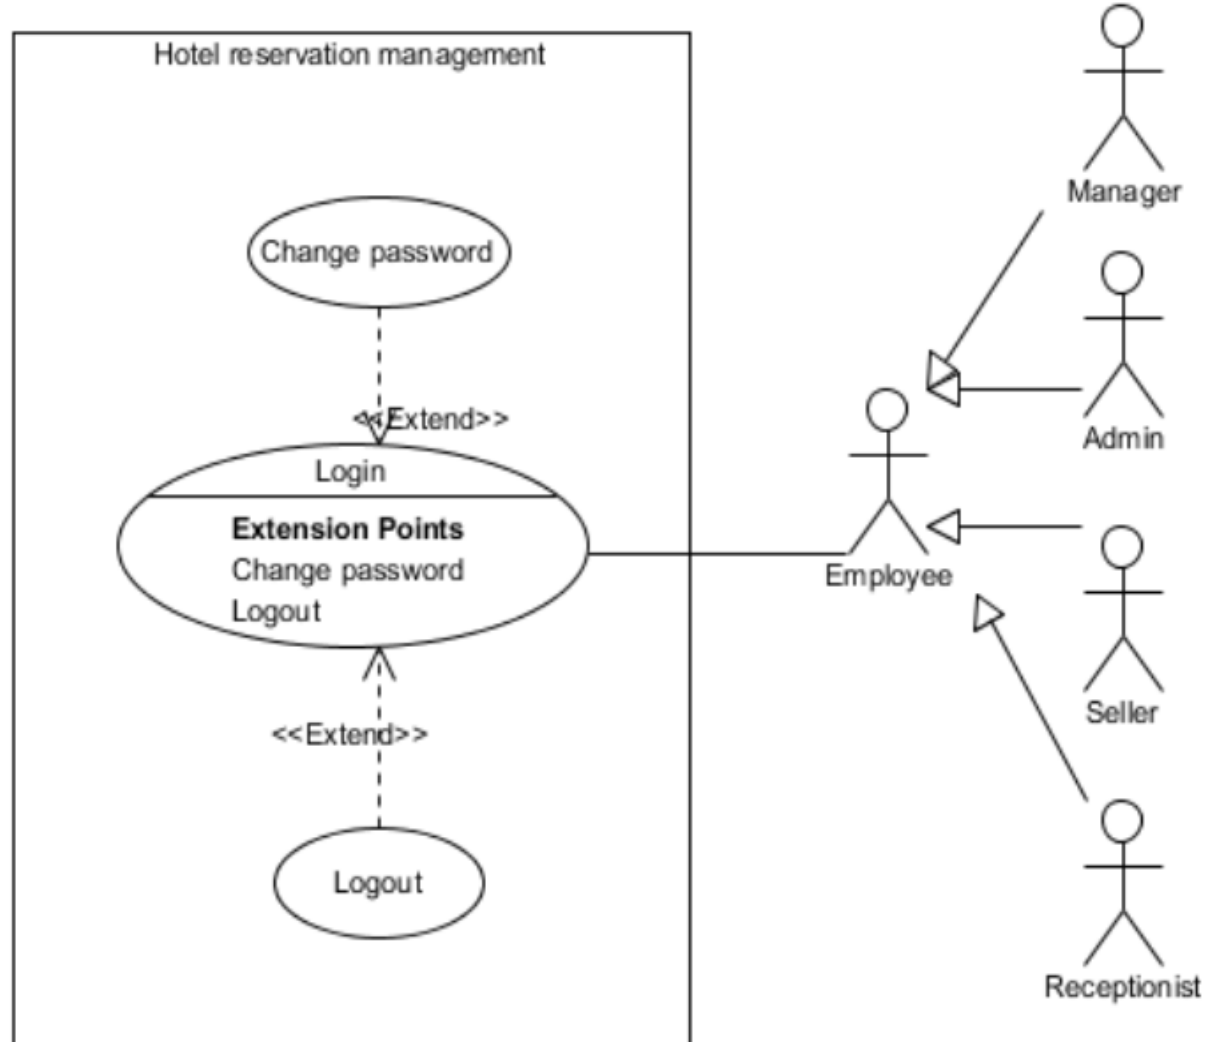 Hotel reservation management
Manager
Change password
<<Extend>>
Admin
Login
Extension Points
Change password
Logout
Employee
Seller
<<Extend>>
Logout
Receptionist